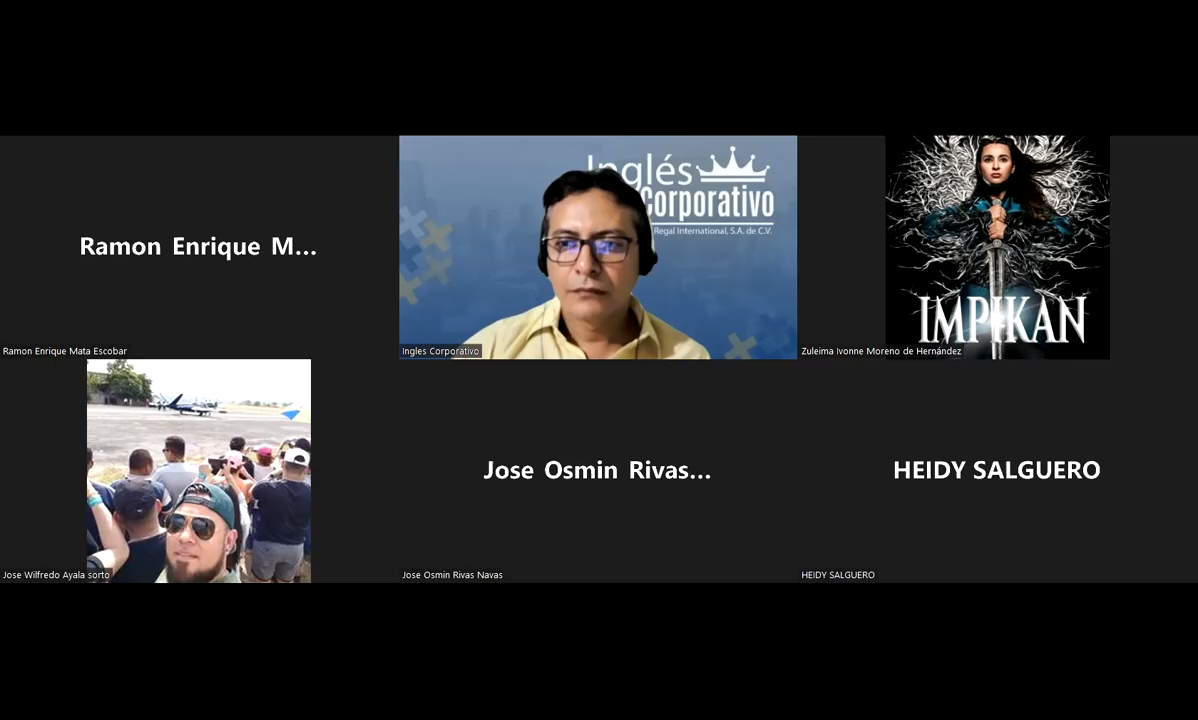 Ramon Enrique M...
Ramon Enrique Mata Escobar
Inglés
Corporativo
Regal International, S.A. de C.V.
Ingles Corporativo
IMPIKAN
Zuleima Ivonne Moreno de Hernández
Jose Wilfredo Ayala sorto
Jose Osmin Rivas...
Jose Osmin Rivas Navas
HEIDY SALGUERO
HEIDY SALGUERO